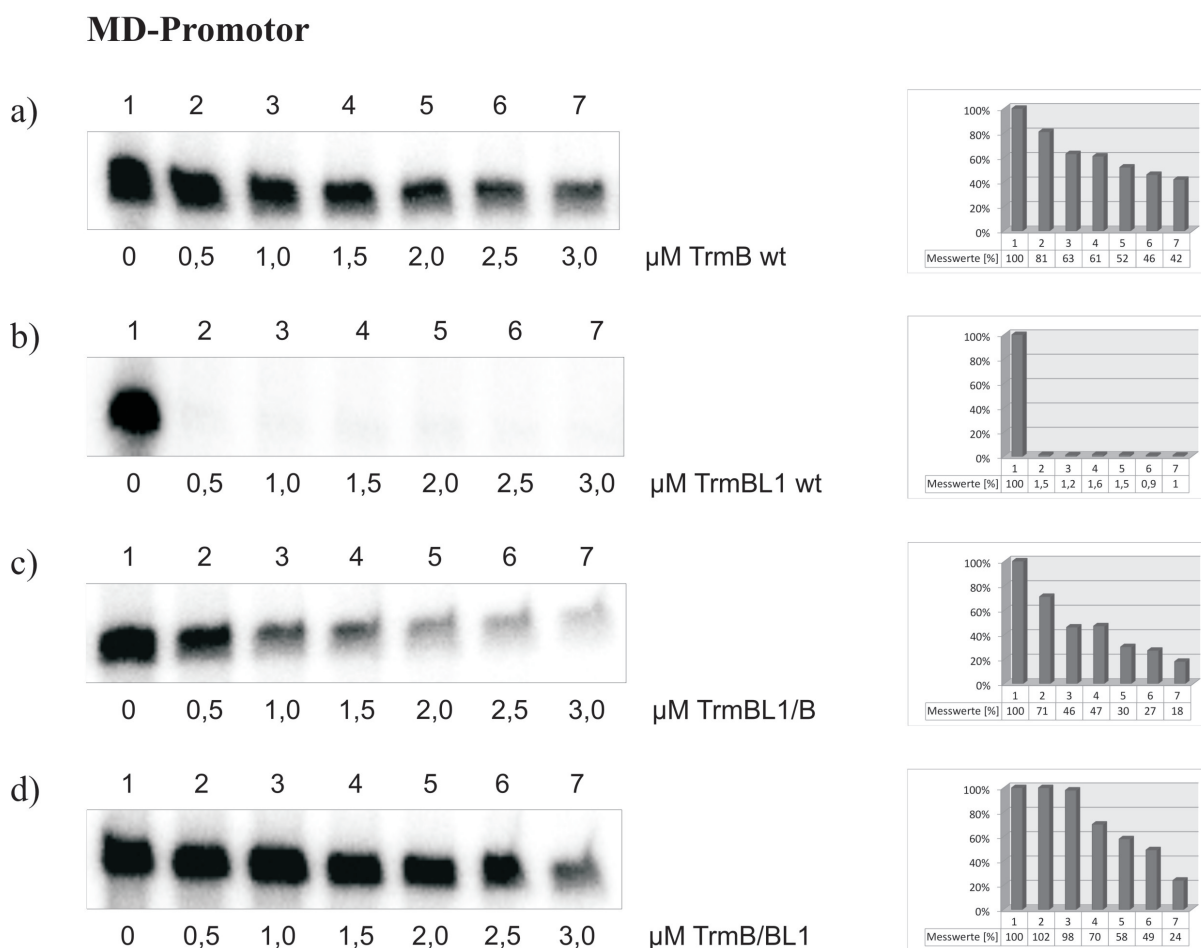 MD-Promotor
a)
1 2 3 4 5 6 7
0 0,5 1,0 1,5 2,0 2,5 3,0 µM TrmB wt
100%
80%
60%
40%
20%
0%
1 2 3 4 5 6 7
Messwerte [%] 100 81 63 61 52 46 42
b)
1 2 3 4 5 6 7
0 0,5 1,0 1,5 2,0 2,5 3,0 µM TrmBL1 wt
100%
80%
60%
40%
20%
0%
1 2 3 4 5 6 7
Messwerte [%] 100 1,5 1,2 1,6 1,5 0,9 1
c)
1 2 3 4 5 6 7
0 0,5 1,0 1,5 2,0 2,5 3,0 µM TrmBL1/B
100%
80%
60%
40%
20%
0%
1 2 3 4 5 6 7
Messwerte [%] 100 71 46 47 30 27 18
d)
1 2 3 4 5 6 7
0 0,5 1,0 1,5 2,0 2,5 3,0 µM TrmB/BL1
100%
80%
60%
40%
20%
0%
1 2 3 4 5 6 7
Messwerte [%] 100 102 98 70 58 49 24